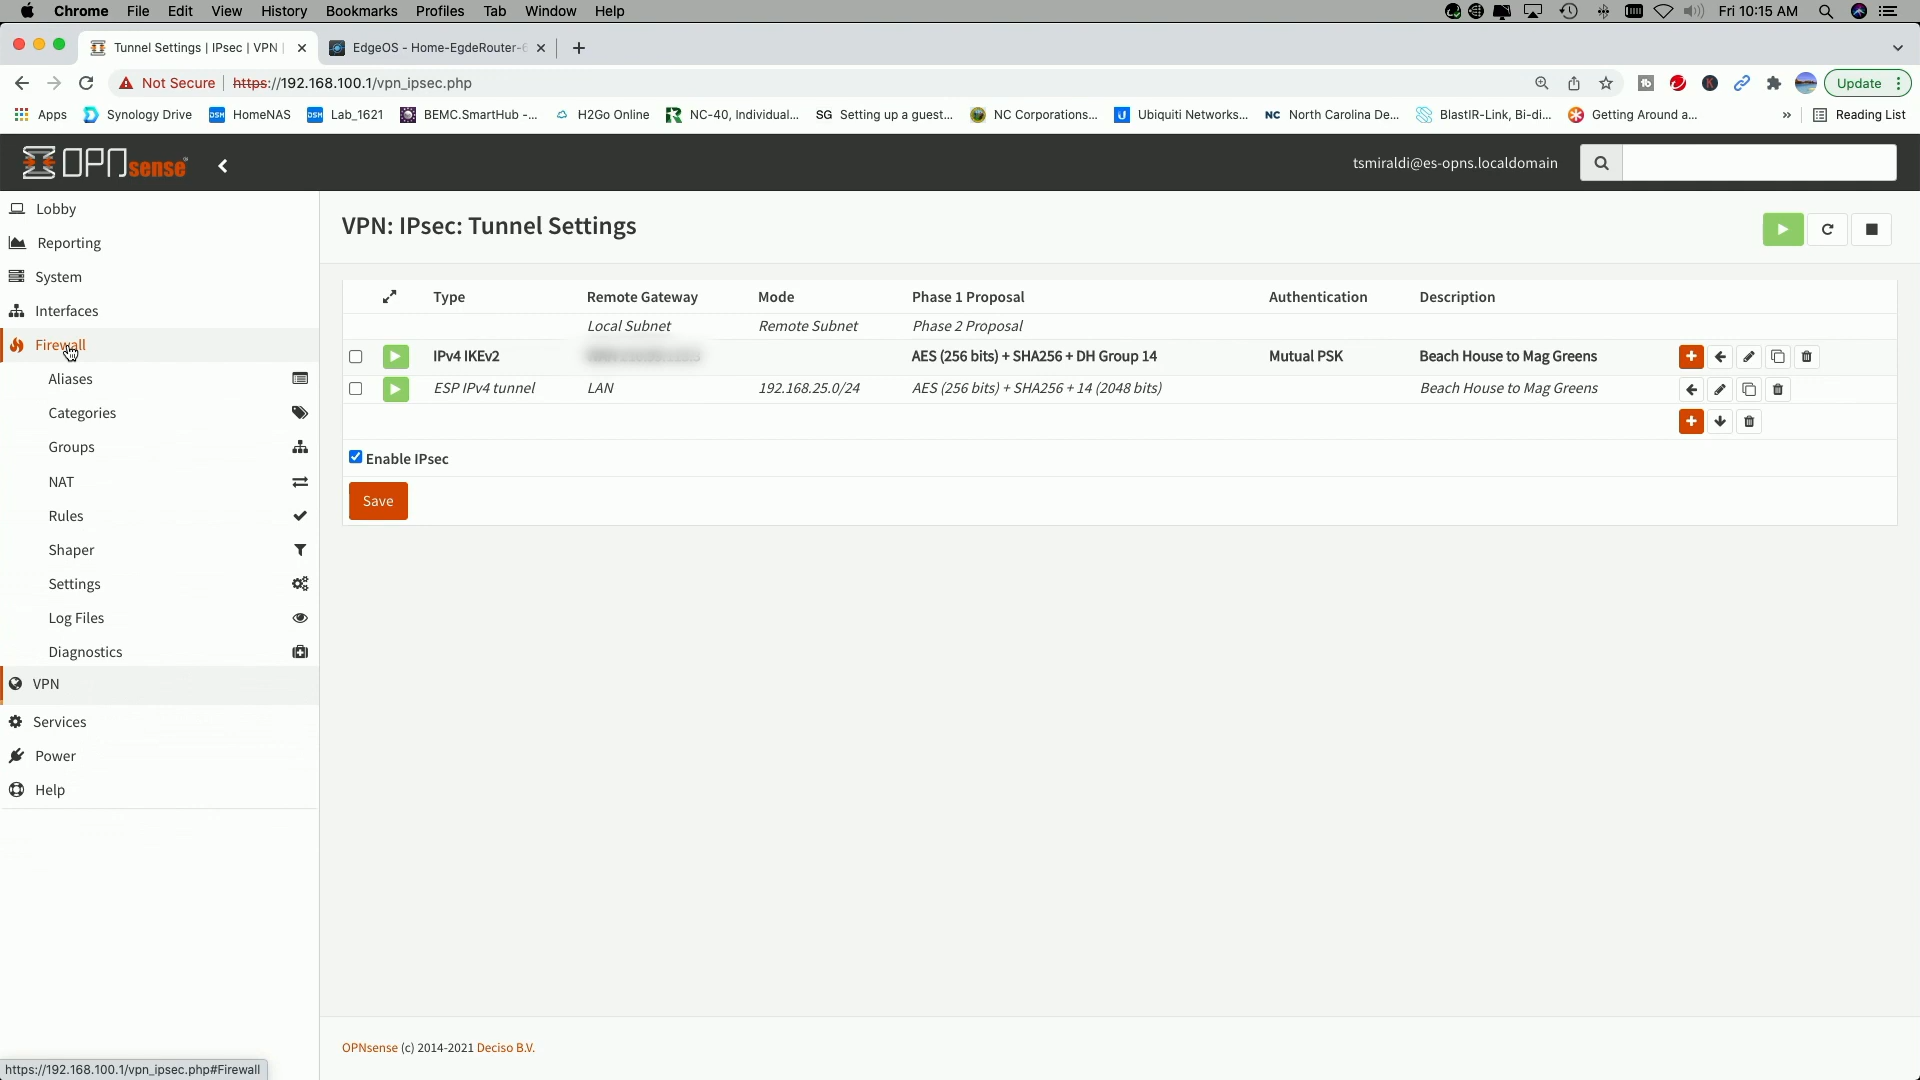 Chrome File Edit View History Bookmarks Profiles Tab Window Help Fri 10:15 AM
Tunnel Settings | IPsec | VPN | EdgeOS - Home-EgdeRouter-6
Not Secure https://192.168.100.1/vpn_ipsec.php Update
Apps Synology Drive DSM HomeNAS DSM Lab_1621 BEMC.SmartHub -... H2Go Online NC-40, Individual... SG Setting up a guest... NC Corporations... Ubiquiti Networks... NC North Carolina De... BlastIR-Link, Bi-di... Getting Around a... » Reading List
OPNsense tsmiraldi@es-opns.localdomain
Lobby
Reporting
System
Interfaces
Firewall
Aliases
Categories
Groups
NAT
Rules
Shaper
Settings
Log Files
Diagnostics
VPN
Services
Power
Help
VPN: IPsec: Tunnel Settings
Type Remote Gateway Mode Phase 1 Proposal Authentication Description
Local Subnet Remote Subnet Phase 2 Proposal
IPv4 IKEv2 AES (256 bits) + SHA256 + DH Group 14 Mutual PSK Beach House to Mag Greens
ESP IPv4 tunnel LAN 192.168.25.0/24 AES (256 bits) + SHA256 + 14 (2048 bits) Beach House to Mag Greens
Enable IPsec
Save
OPNsense (c) 2014-2021 Deciso B.V.
https://192.168.100.1/vpn_ipsec.php#Firewall